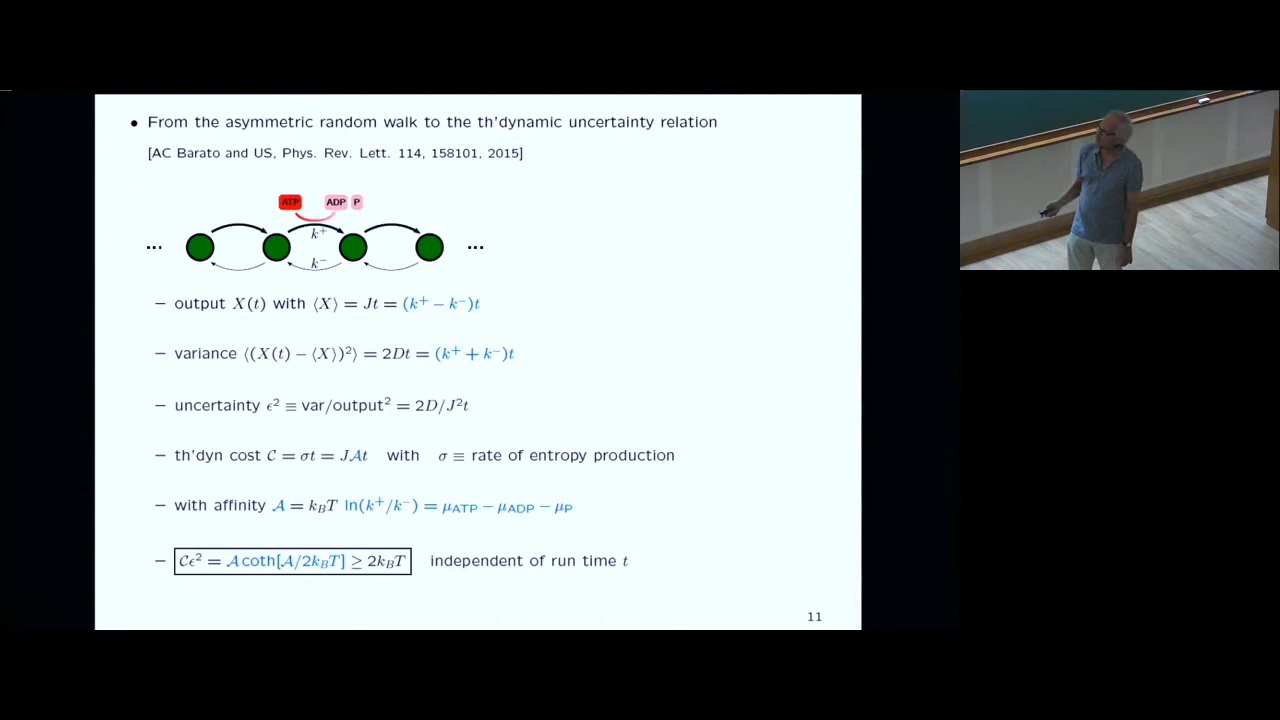 • From the asymmetric random walk to the th'dynamic uncertainty relation
[AC Barato and US, Phys. Rev. Lett. 114, 158101, 2015]
ATP ADP P
k⁺
... ...
k⁻
– output X(t) with ⟨X⟩ = Jt = (k⁺ − k⁻)t
– variance ⟨(X(t) − ⟨X⟩)²⟩ = 2Dt = (k⁺ + k⁻)t
– uncertainty ϵ² ≡ var/output² = 2D/J²t
– th'dyn cost 𝒞 = σt = J𝒜t with σ ≡ rate of entropy production
– with affinity 𝒜 = k_BT ln(k⁺/k⁻) = μ_ATP − μ_ADP − μ_P
– 𝒞ϵ² = 𝒜 coth[𝒜/2k_BT] ≥ 2k_BT independent of run time t
11